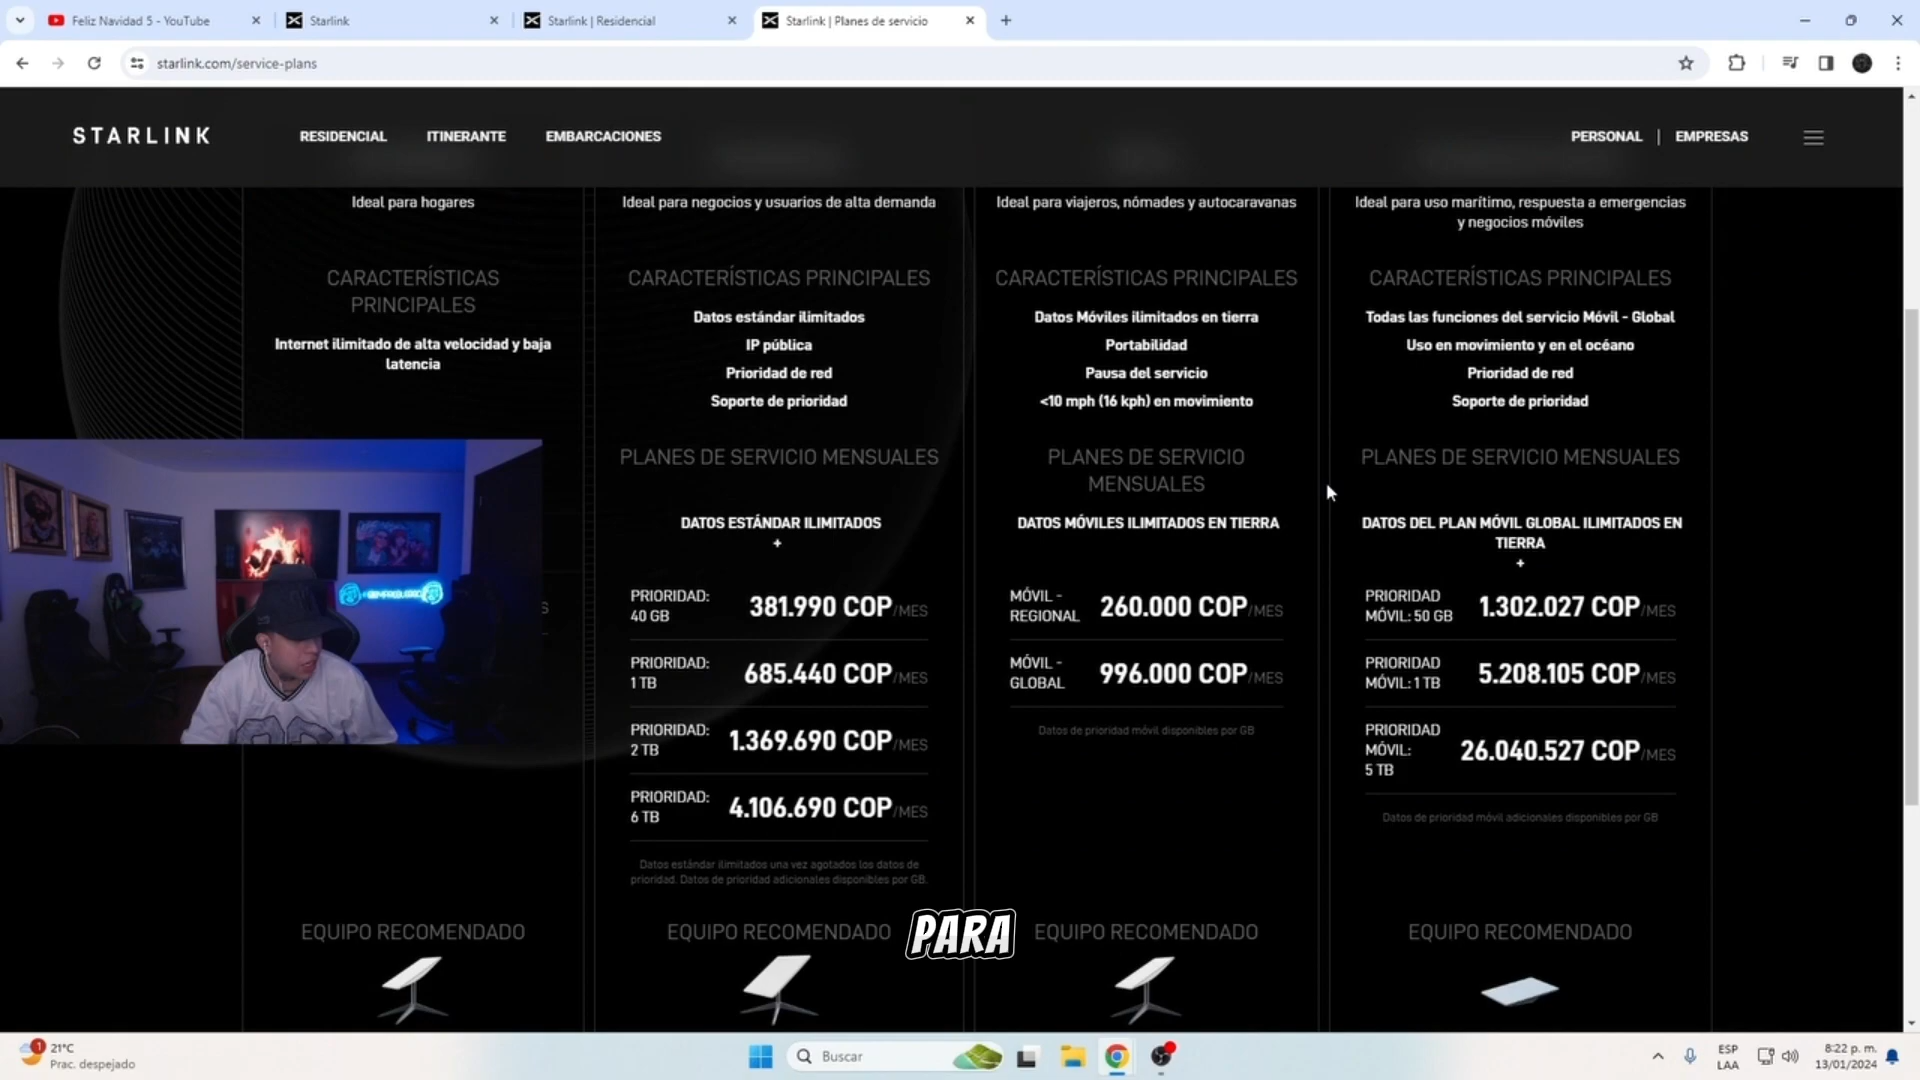 Feliz Navidad 5 - YouTube
Starlink
Starlink | Residencial
Starlink | Planes de servicio
starlink.com/service-plans
STARLINK
RESIDENCIAL
ITINERANTE
EMBARCACIONES
PERSONAL | EMPRESAS
Ideal para hogares
CARACTERÍSTICAS
PRINCIPALES
Internet ilimitado de alta velocidad y baja
latencia
Ideal para negocios y usuarios de alta demanda
CARACTERÍSTICAS PRINCIPALES
Datos estándar ilimitados
IP pública
Prioridad de red
Soporte de prioridad
PLANES DE SERVICIO MENSUALES
DATOS ESTÁNDAR ILIMITADOS
+
PRIORIDAD:
40 GB
381.990 COP/MES
PRIORIDAD:
1 TB
685.440 COP/MES
PRIORIDAD:
2 TB
1.369.690 COP/MES
PRIORIDAD:
6 TB
4.106.690 COP/MES
Datos estándar ilimitados una vez agotados los datos de
prioridad. Datos de prioridad adicionales disponibles por GB.
Ideal para viajeros, nómades y autocaravanas
CARACTERÍSTICAS PRINCIPALES
Datos Móviles ilimitados en tierra
Portabilidad
Pausa del servicio
<10 mph (16 kph) en movimiento
PLANES DE SERVICIO
MENSUALES
DATOS MÓVILES ILIMITADOS EN TIERRA
MÓVIL -
REGIONAL
260.000 COP/MES
MÓVIL -
GLOBAL
996.000 COP/MES
Datos de prioridad móvil disponibles por GB
Ideal para uso marítimo, respuesta a emergencias
y negocios móviles
CARACTERÍSTICAS PRINCIPALES
Todas las funciones del servicio Móvil - Global
Uso en movimiento y en el océano
Prioridad de red
Soporte de prioridad
PLANES DE SERVICIO MENSUALES
DATOS DEL PLAN MÓVIL GLOBAL ILIMITADOS EN
TIERRA
+
PRIORIDAD
MÓVIL: 50 GB
1.302.027 COP/MES
PRIORIDAD
MÓVIL: 1 TB
5.208.105 COP/MES
PRIORIDAD
MÓVIL:
5 TB
26.040.527 COP/MES
Datos de prioridad móvil adicionales disponibles por GB
EQUIPO RECOMENDADO
EQUIPO RECOMENDADO
PARA
EQUIPO RECOMENDADO
EQUIPO RECOMENDADO
1
21°C
Prac. despejado
Buscar
ESP
LAA
8:22 p. m.
13/01/2024